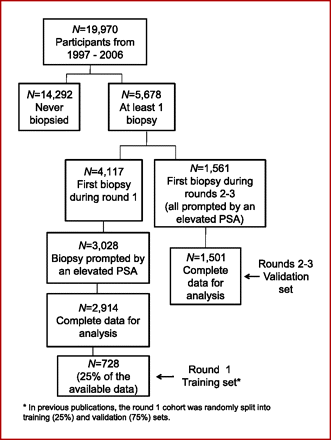 N=19,970
Participants from
1997 - 2006
N=14,292
Never
biopsied
N=5,678
At least 1
biopsy
N=4,117
First biopsy
during round 1
N=1,561
First biopsy during
rounds 2-3
(all prompted by an
elevated PSA)
N=3,028
Biopsy prompted by
an elevated PSA
N=1,501
Complete
data for
analysis
Rounds 2-3
Validation
set
N=2,914
Complete data for
analysis
N=728
(25% of the
available data)
Round 1
Training set*
* In previous publications, the round 1 cohort was randomly split into
training (25%) and validation (75%) sets.